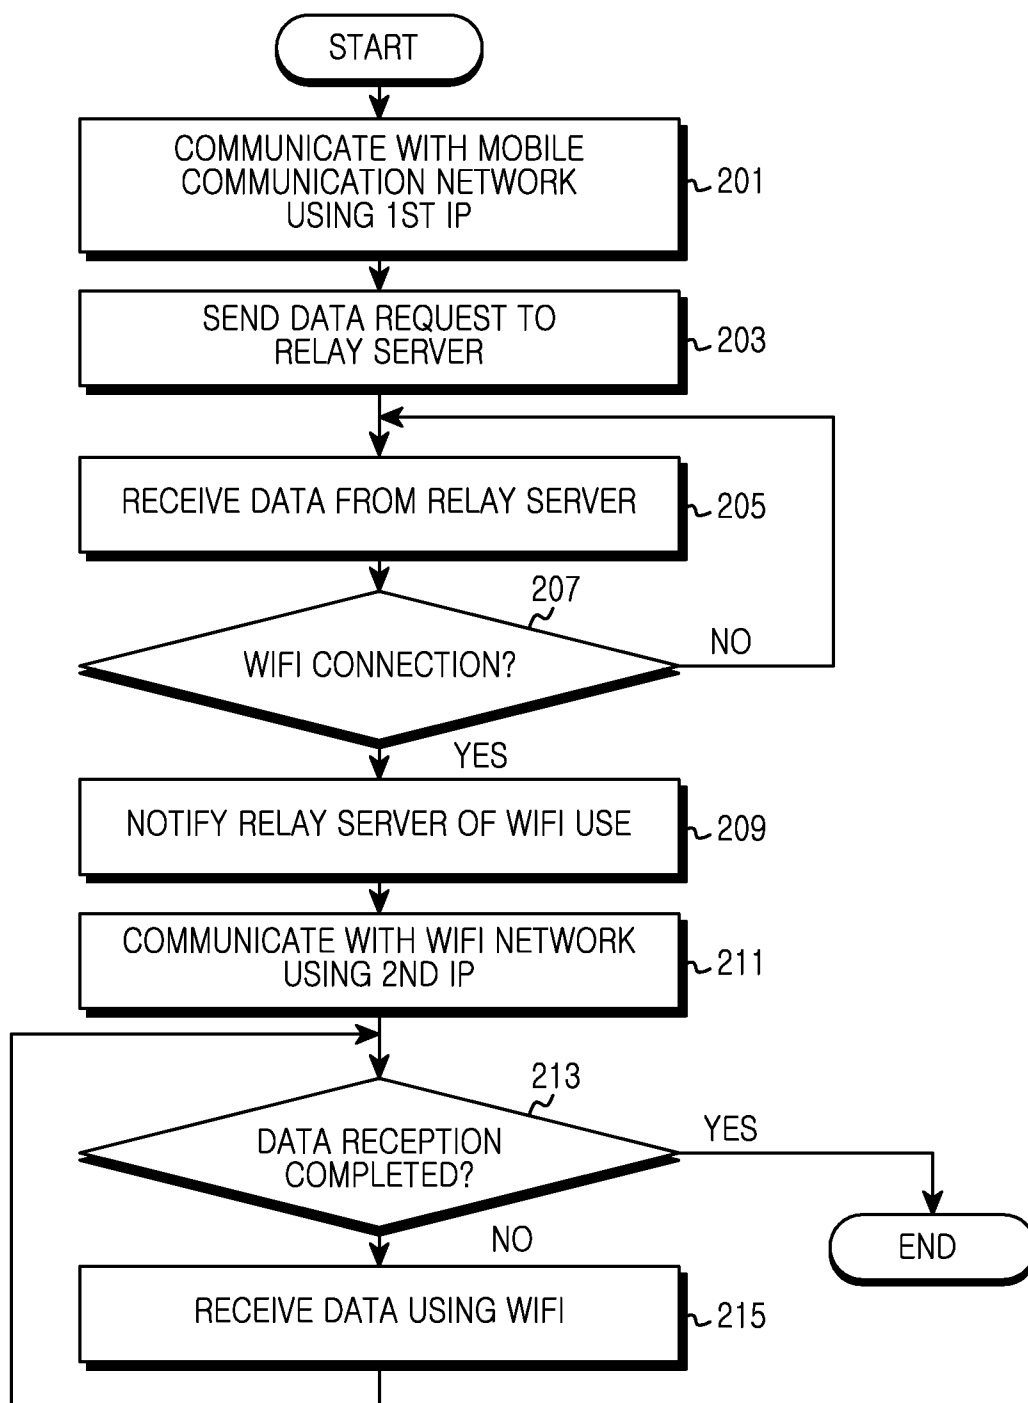 START
COMMUNICATE WITH MOBILE
COMMUNICATION NETWORK
USING 1ST IP
201
SEND DATA REQUEST TO
RELAY SERVER
203
RECEIVE DATA FROM RELAY SERVER
205
207
WIFI CONNECTION?
NO
YES
NOTIFY RELAY SERVER OF WIFI USE
209
COMMUNICATE WITH WIFI NETWORK
USING 2ND IP
211
213
DATA RECEPTION
COMPLETED?
YES
NO
END
RECEIVE DATA USING WIFI
215